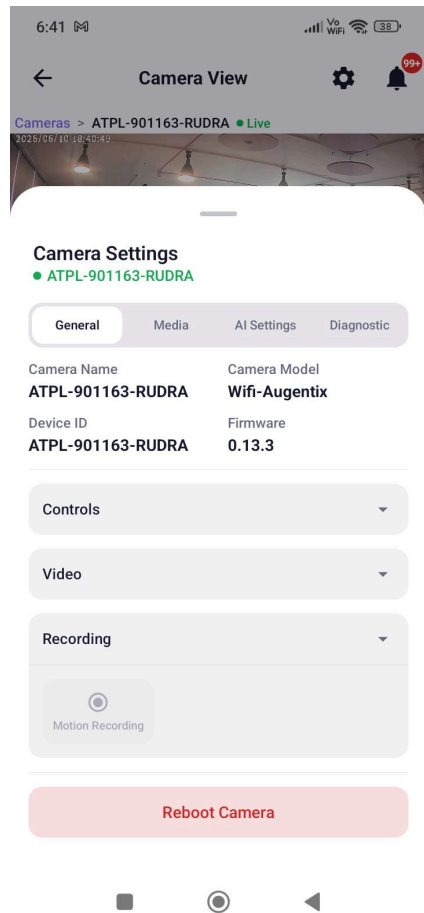 6:41
Vo
WiFi
38
Camera View
99+
Cameras > ATPL-901163-RUDRA ● Live
2025/06/10 18:40:49
Camera Settings
● ATPL-901163-RUDRA
General Media AI Settings Diagnostic
Camera Name Camera Model
ATPL-901163-RUDRA Wifi-Augentix
Device ID Firmware
ATPL-901163-RUDRA 0.13.3
Controls
Video
Recording
Motion Recording
Reboot Camera